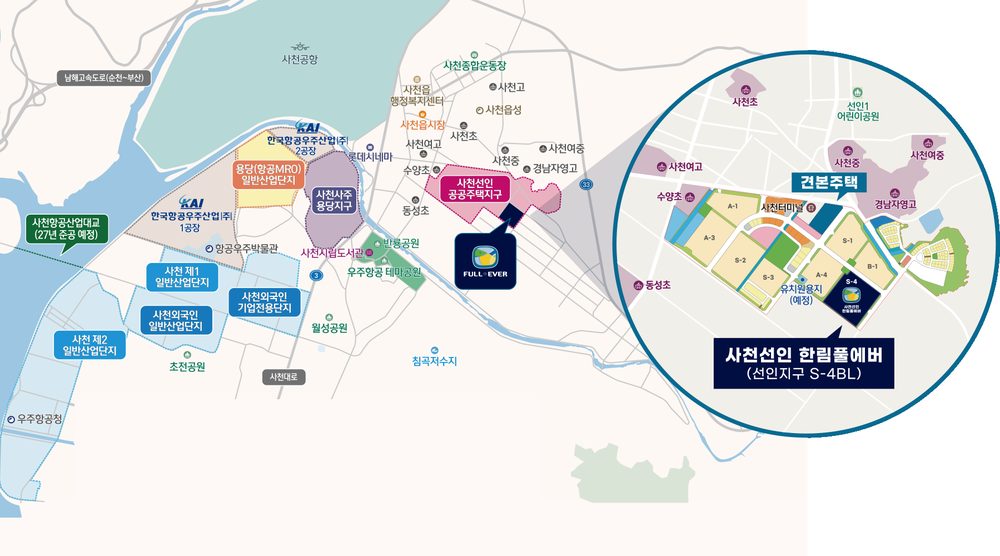 사천공항
남해고속도로(순천~부산)
사천종합운동장
사천읍
행정복지센터
사천고
사천읍성
사천읍시장
사천초
KAI
한국항공우주산업(주)
2공장
롯데시네마
사천여고
수양초
사천중
사천여중
경남자영고
33
용당(항공MRO)
일반산업단지
사천사주
용당지구
사천선인
공공주택지구
KAI
한국항공우주산업(주)
1공장
동성초
사천항공산업대교
(27년 준공 예정)
항공우주박물관
사천시립도서관
반룡공원
우주항공 테마공원
FULL EVER
3
사천 제1
일반산업단지
사천외국인
기업전용단지
사천외국인
일반산업단지
사천 제2
일반산업단지
월성공원
초전공원
침곡저수지
사천대로
우주항공청
사천초
선인1
어린이공원
사천여고
사천중
사천여중
견본주택
수양초
경남자영고
A-1
사천터미널
A-3
S-2
S-1
S-3
A-4
B-1
유치원용지
(예정)
S-4
사천선인
한림풀에버
동성초
사천선인 한림풀에버
(선인지구 S-4BL)